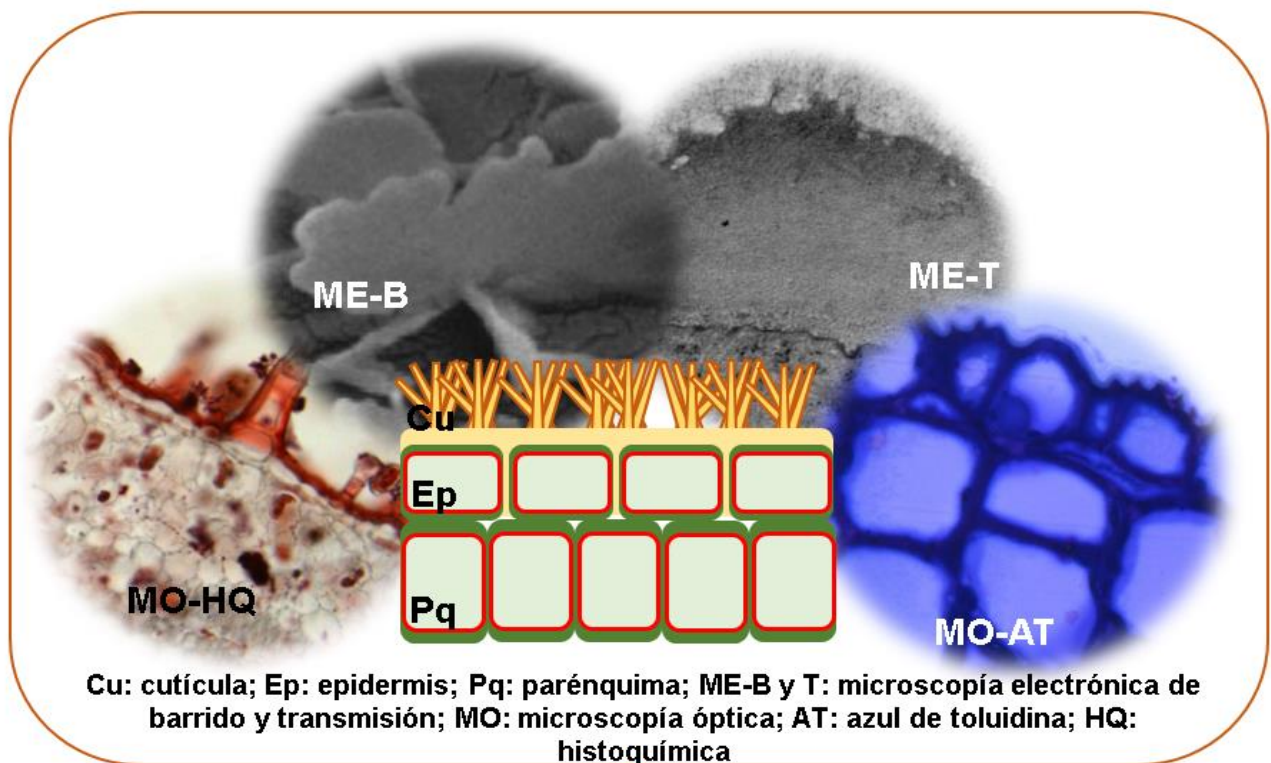 ME-B
ME-T
Cu
Ep
MO-HQ
Pq
MO-AT
Cu: cutícula; Ep: epidermis; Pq: parénquima; ME-B y T: microscopía electrónica de
barrido y transmisión; MO: microscopía óptica; AT: azul de toluidina; HQ:
histoquímica